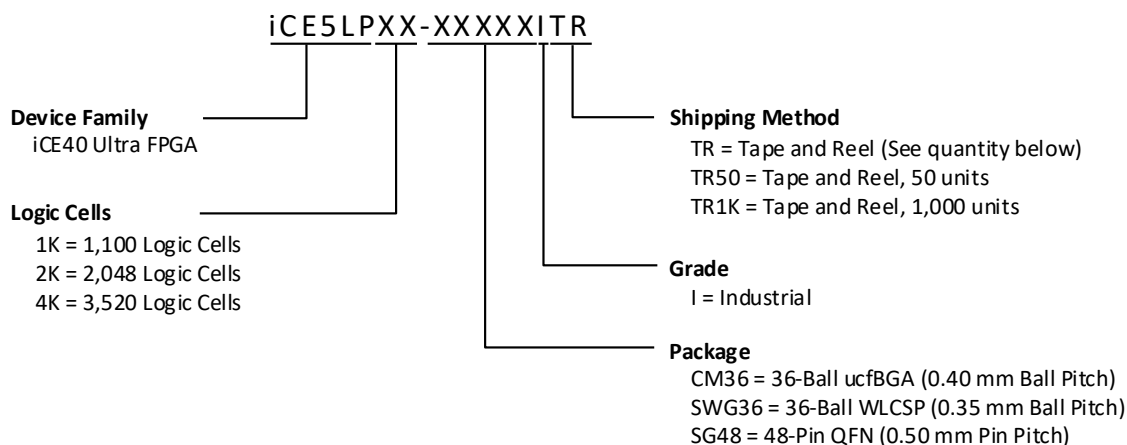 iCE5LPXX-XXXXXITR
Device Family
iCE40 Ultra FPGA
Logic Cells
1K = 1,100 Logic Cells
2K = 2,048 Logic Cells
4K = 3,520 Logic Cells
Shipping Method
TR = Tape and Reel (See quantity below)
TR50 = Tape and Reel, 50 units
TR1K = Tape and Reel, 1,000 units
Grade
I = Industrial
Package
CM36 = 36-Ball ucfBGA (0.40 mm Ball Pitch)
SWG36 = 36-Ball WLCSP (0.35 mm Ball Pitch)
SG48 = 48-Pin QFN (0.50 mm Pin Pitch)